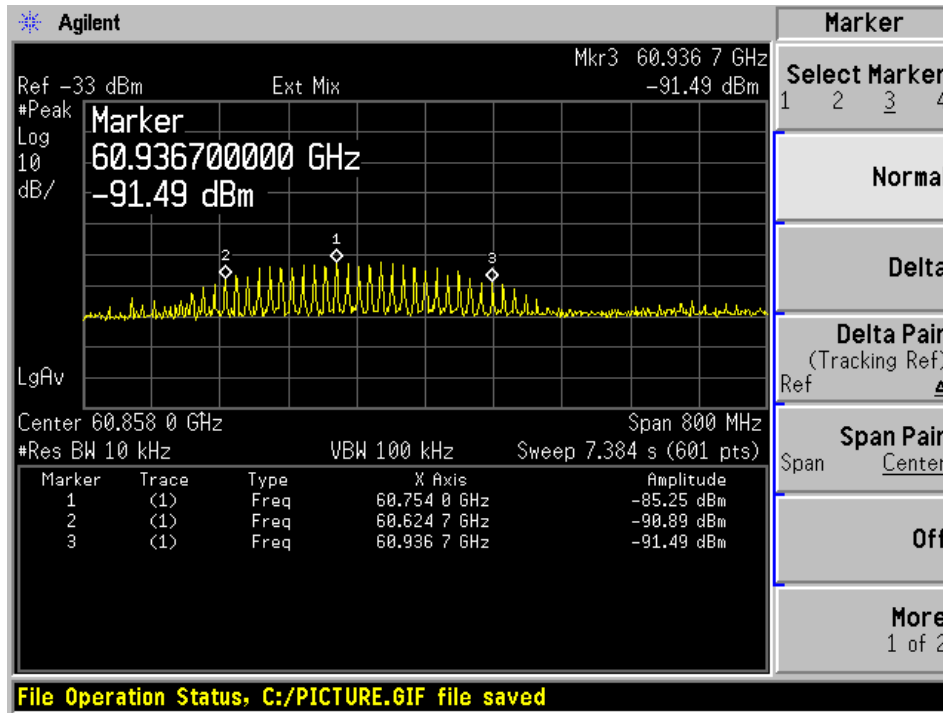 Agilent
Marker
Mkr3 60.936 7 GHz
Ref -33 dBm Ext Mix -91.49 dBm
#Peak
Log
10
dB/
Marker
60.936700000 GHz
-91.49 dBm
2 1 3
LgAv
Center 60.858 0 GHz Span 800 MHz
#Res BW 10 kHz VBW 100 kHz Sweep 7.384 s (601 pts)
Marker Trace Type X Axis Amplitude
1 (1) Freq 60.754 0 GHz -85.25 dBm
2 (1) Freq 60.624 7 GHz -90.89 dBm
3 (1) Freq 60.936 7 GHz -91.49 dBm
Select Marker
1 2 3 4
Norma
Delta
Delta Pair
(Tracking Ref)
Ref Δ
Span Pair
Span Center
Off
More
1 of 2
File Operation Status, C:/PICTURE.GIF file saved